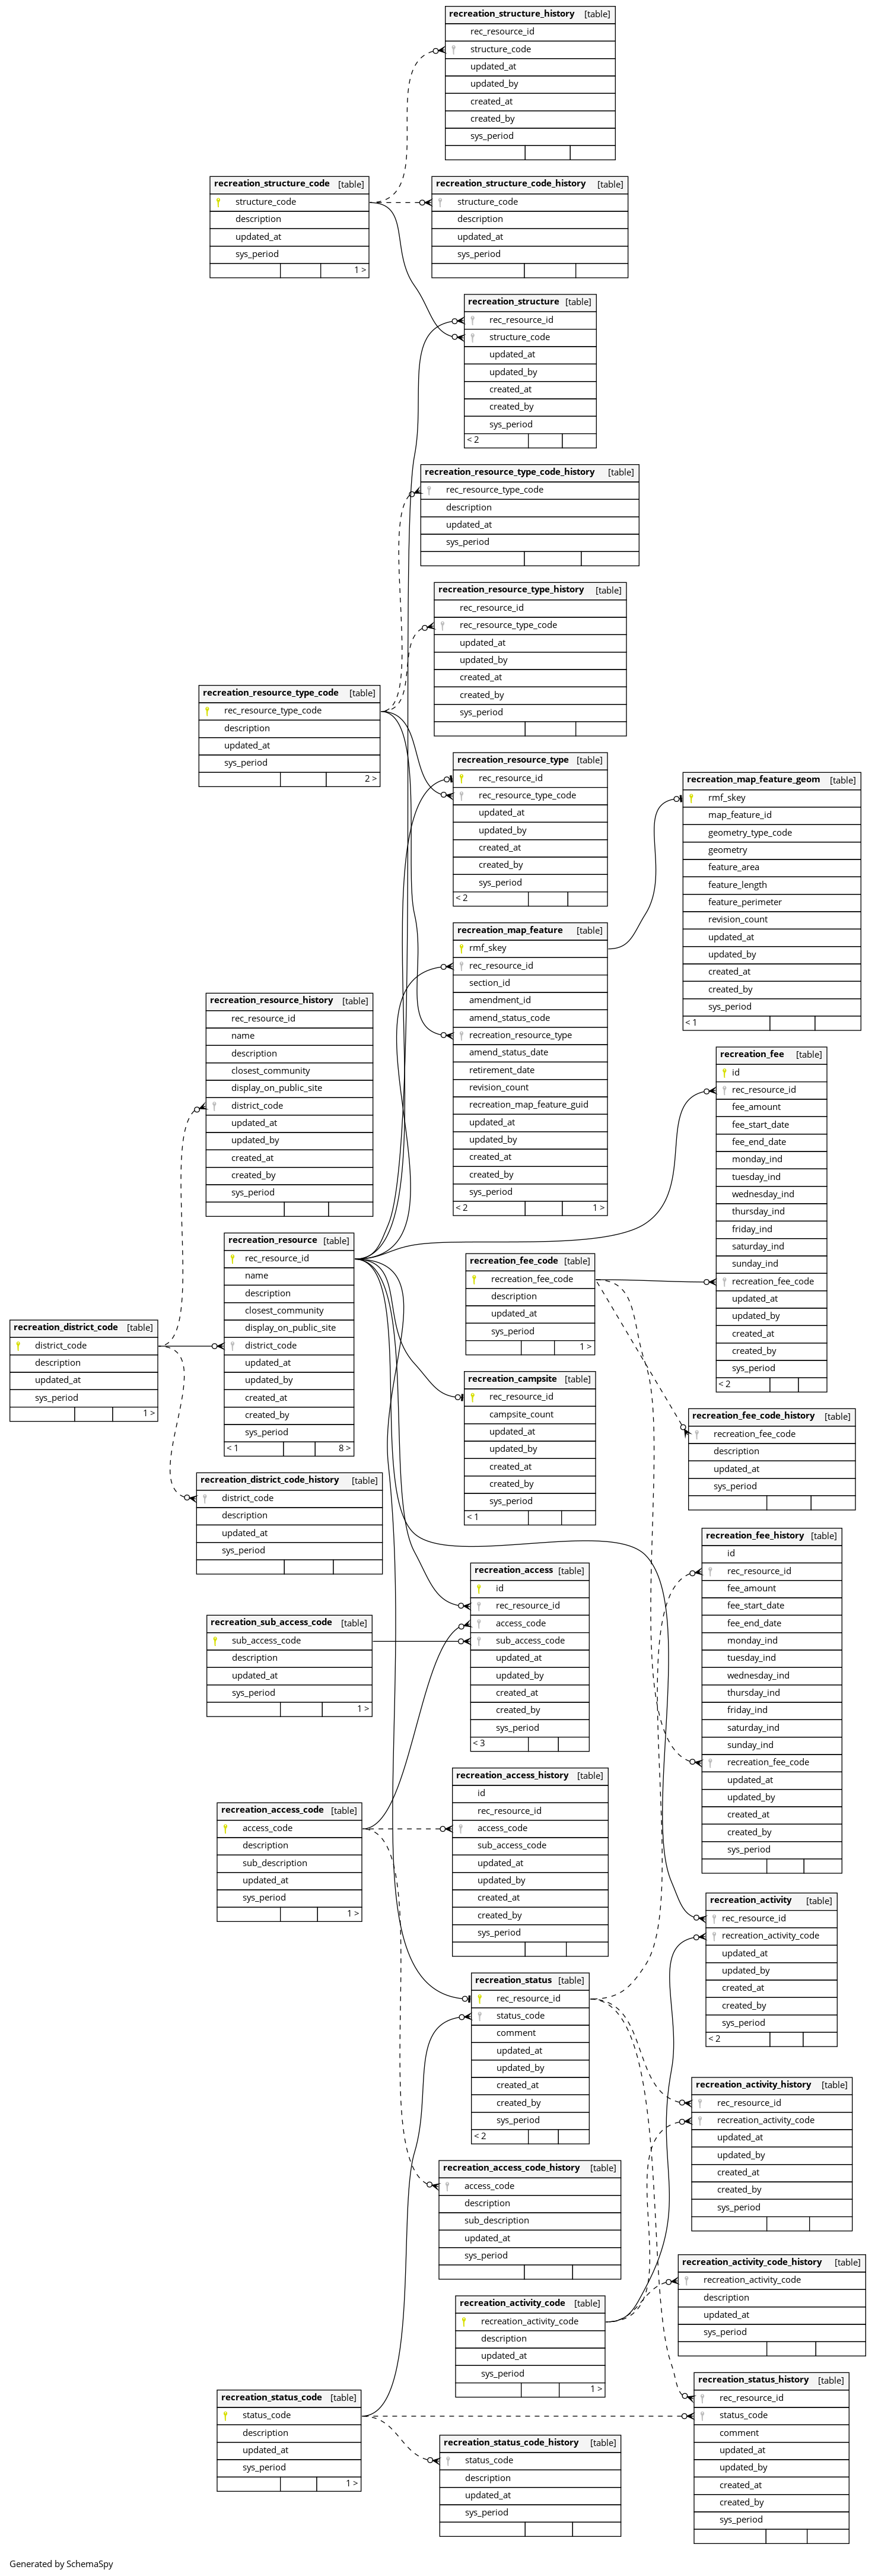 recreation_structure_history [table]
rec_resource_id
structure_code
updated_at
updated_by
created_at
created_by
sys_period
recreation_structure_code [table]
structure_code
description
updated_at
sys_period
1 >
recreation_structure_code_history [table]
structure_code
description
updated_at
sys_period
recreation_structure [table]
rec_resource_id
structure_code
updated_at
updated_by
created_at
created_by
sys_period
< 2
recreation_resource_type_code_history [table]
rec_resource_type_code
description
updated_at
sys_period
recreation_resource_type_history [table]
rec_resource_id
rec_resource_type_code
updated_at
updated_by
created_at
created_by
sys_period
recreation_resource_type_code [table]
rec_resource_type_code
description
updated_at
sys_period
2 >
recreation_resource_type [table]
rec_resource_id
rec_resource_type_code
updated_at
updated_by
created_at
created_by
sys_period
< 2
recreation_map_feature_geom [table]
rmf_skey
map_feature_id
geometry_type_code
geometry
feature_area
feature_length
feature_perimeter
revision_count
updated_at
updated_by
created_at
created_by
sys_period
< 1
recreation_map_feature [table]
rmf_skey
rec_resource_id
section_id
amendment_id
amend_status_code
recreation_resource_type
amend_status_date
retirement_date
revision_count
recreation_map_feature_guid
updated_at
updated_by
created_at
created_by
sys_period
< 2 1 >
recreation_resource_history [table]
rec_resource_id
name
description
closest_community
display_on_public_site
district_code
updated_at
updated_by
created_at
created_by
sys_period
recreation_fee [table]
id
rec_resource_id
fee_amount
fee_start_date
fee_end_date
monday_ind
tuesday_ind
wednesday_ind
thursday_ind
friday_ind
saturday_ind
sunday_ind
recreation_fee_code
updated_at
updated_by
created_at
created_by
sys_period
< 2
recreation_resource [table]
rec_resource_id
name
description
closest_community
display_on_public_site
district_code
updated_at
updated_by
created_at
created_by
sys_period
< 1 8 >
recreation_fee_code [table]
recreation_fee_code
description
updated_at
sys_period
1 >
recreation_district_code [table]
district_code
description
updated_at
sys_period
1 >
recreation_campsite [table]
rec_resource_id
campsite_count
updated_at
updated_by
created_at
created_by
sys_period
< 1
recreation_fee_code_history [table]
recreation_fee_code
description
updated_at
sys_period
recreation_district_code_history [table]
district_code
description
updated_at
sys_period
recreation_fee_history [table]
id
rec_resource_id
fee_amount
fee_start_date
fee_end_date
monday_ind
tuesday_ind
wednesday_ind
thursday_ind
friday_ind
saturday_ind
sunday_ind
recreation_fee_code
updated_at
updated_by
created_at
created_by
sys_period
recreation_access [table]
id
rec_resource_id
access_code
sub_access_code
updated_at
updated_by
created_at
created_by
sys_period
< 3
recreation_sub_access_code [table]
sub_access_code
description
updated_at
sys_period
1 >
recreation_access_history [table]
id
rec_resource_id
access_code
sub_access_code
updated_at
updated_by
created_at
created_by
sys_period
recreation_access_code [table]
access_code
description
sub_description
updated_at
sys_period
1 >
recreation_activity [table]
rec_resource_id
recreation_activity_code
updated_at
updated_by
created_at
created_by
sys_period
< 2
recreation_status [table]
rec_resource_id
status_code
comment
updated_at
updated_by
created_at
created_by
sys_period
< 2
recreation_activity_history [table]
rec_resource_id
recreation_activity_code
updated_at
updated_by
created_at
created_by
sys_period
recreation_access_code_history [table]
access_code
description
sub_description
updated_at
sys_period
recreation_activity_code_history [table]
recreation_activity_code
description
updated_at
sys_period
recreation_activity_code [table]
recreation_activity_code
description
updated_at
sys_period
1 >
recreation_status_history [table]
rec_resource_id
status_code
comment
updated_at
updated_by
created_at
created_by
sys_period
recreation_status_code [table]
status_code
description
updated_at
sys_period
1 >
recreation_status_code_history [table]
status_code
description
updated_at
sys_period
Generated by SchemaSpy